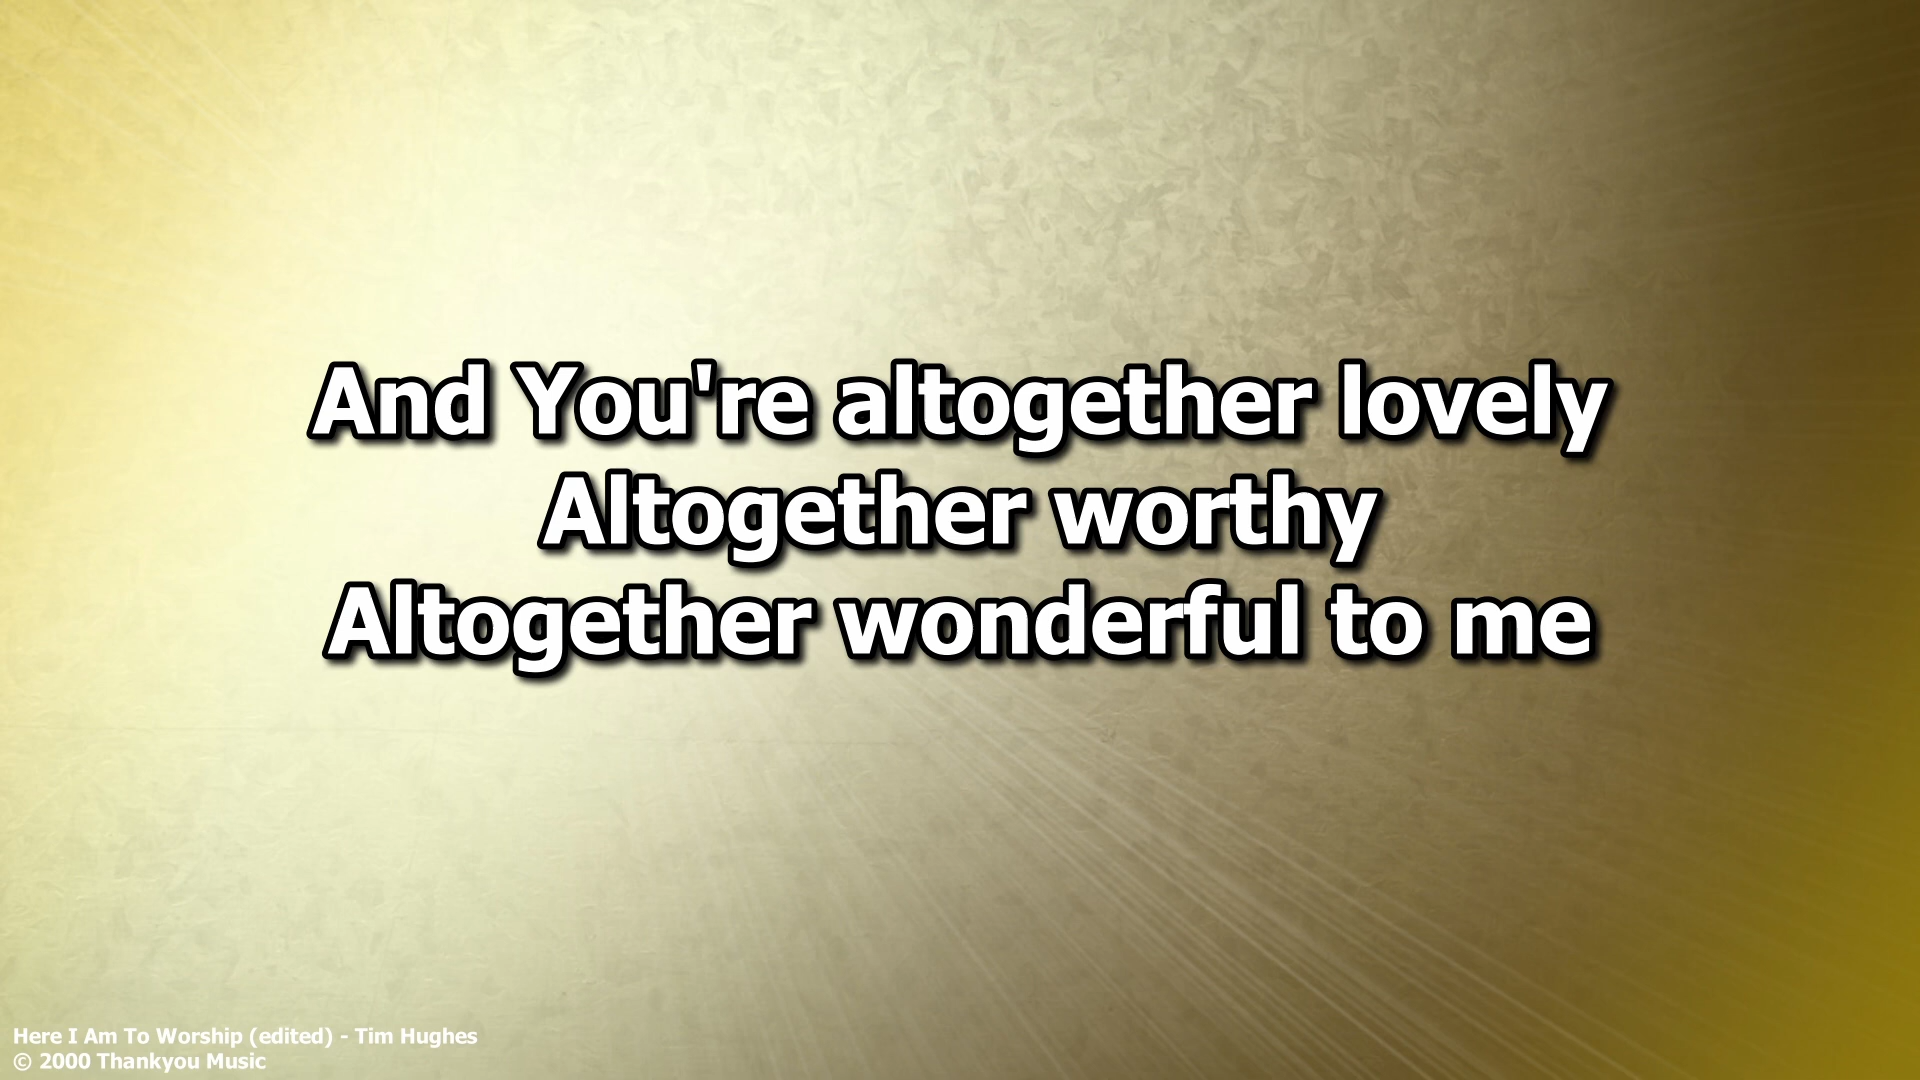 And You're altogether lovely
Altogether worthy
Altogether wonderful to me
Here I Am To Worship (edited) - Tim Hughes
© 2000 Thankyou Music